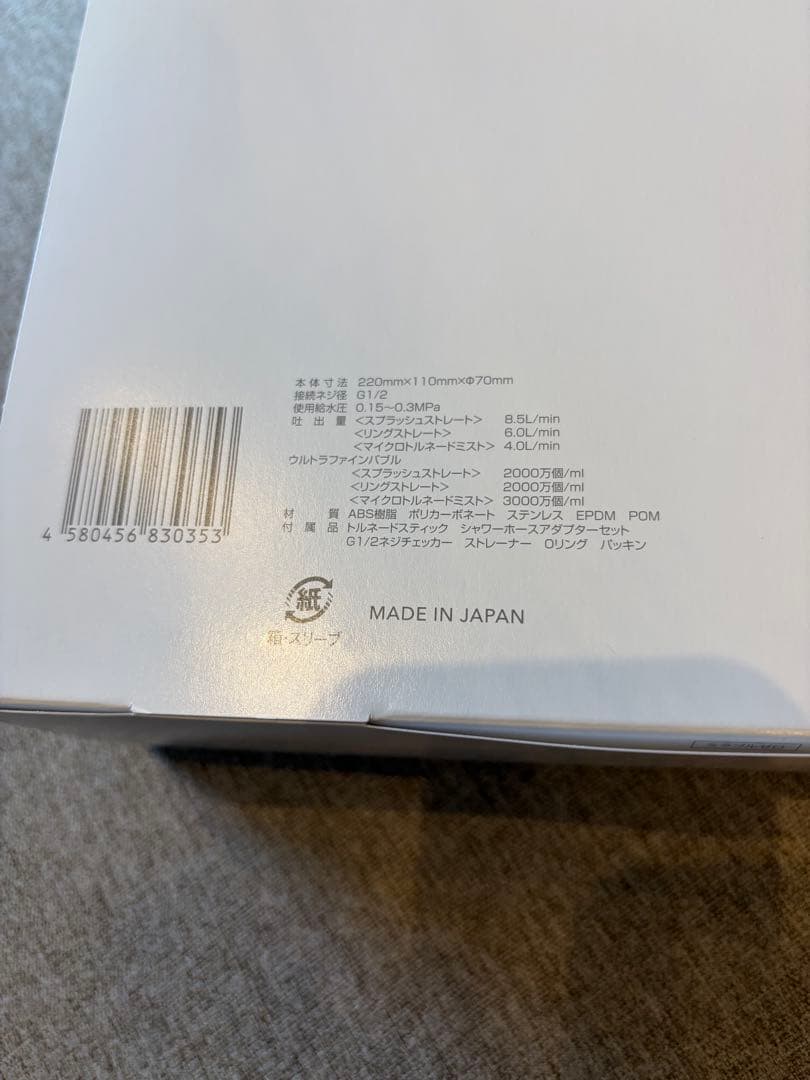 本体寸法 220mm×110mm×Φ70mm
接続ネジ径 G1/2
使用給水圧 0.15～0.3MPa
吐出量 <スプラッシュストレート> 8.5L/min
<リングストレート> 6.0L/min
<マイクロトルネードミスト> 4.0L/min
ウルトラファインバブル
<スプラッシュストレート> 2000万個/ml
<リングストレート> 2000万個/ml
<マイクロトルネードミスト> 3000万個/ml
材質 ABS樹脂 ポリカーボネート ステンレス EPDM POM
付属品 トルネードスティック シャワーホースアダプターセット
G1/2ネジチェッカー ストレーナー Oリング パッキン
4 580456 830353
紙
箱・スリーブ
MADE IN JAPAN